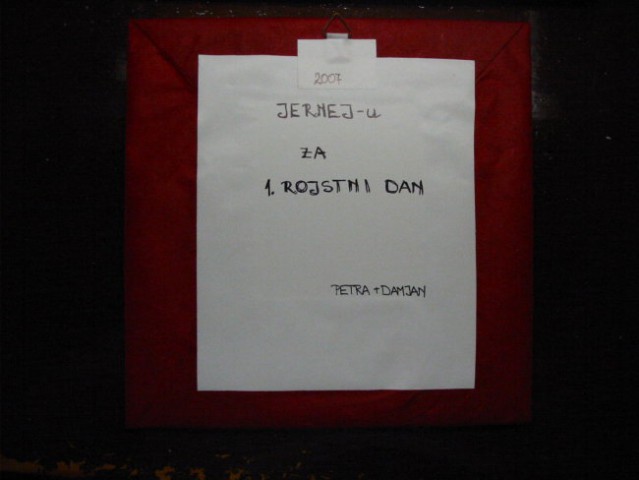 2007
JERNEJ-u
ZA
1. ROJSTNI DAN
PETRA + DAMJAN